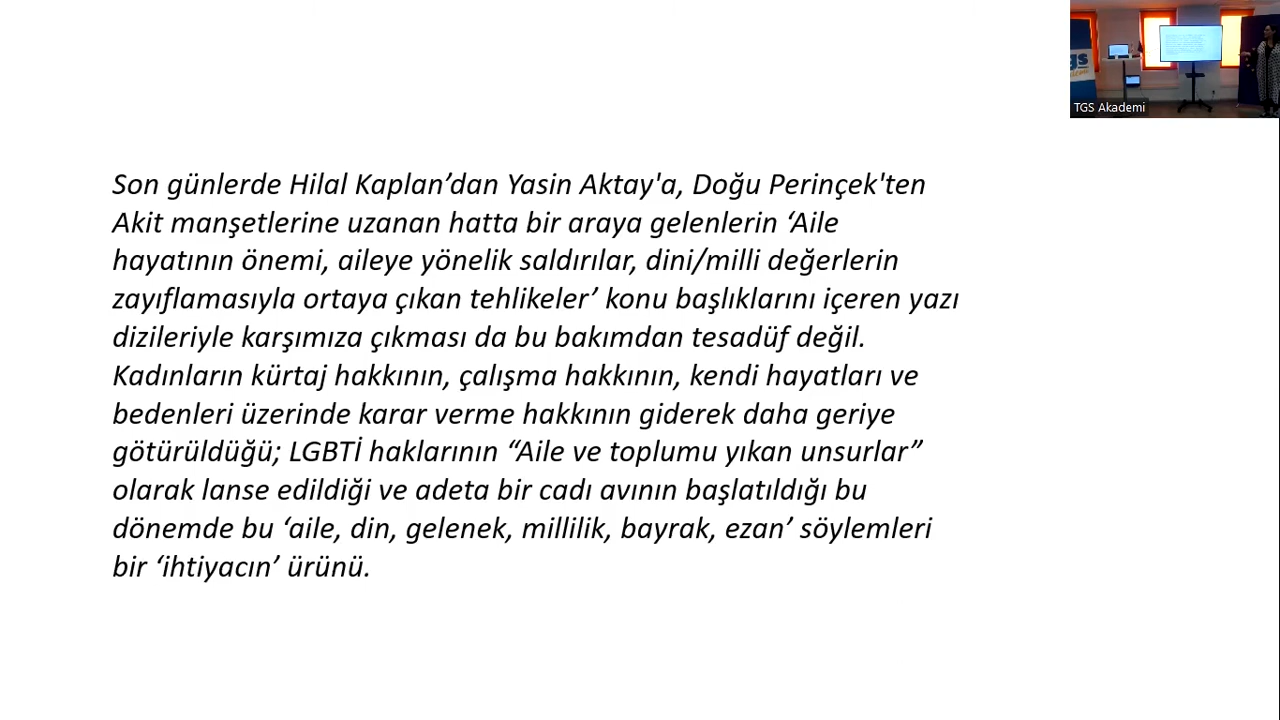 Son günlerde Hilal Kaplan’dan Yasin Aktay'a, Doğu Perinçek'ten
Akit manşetlerine uzanan hatta bir araya gelenlerin ‘Aile
hayatının önemi, aileye yönelik saldırılar, dini/milli değerlerin
zayıflamasıyla ortaya çıkan tehlikeler’ konu başlıklarını içeren yazı
dizileriyle karşımıza çıkması da bu bakımdan tesadüf değil.
Kadınların kürtaj hakkının, çalışma hakkının, kendi hayatları ve
bedenleri üzerinde karar verme hakkının giderek daha geriye
götürüldüğü; LGBTİ haklarının “Aile ve toplumu yıkan unsurlar”
olarak lanse edildiği ve adeta bir cadı avının başlatıldığı bu
dönemde bu ‘aile, din, gelenek, millilik, bayrak, ezan’ söylemleri
bir ‘ihtiyacın’ ürünü.
TGS Akademi